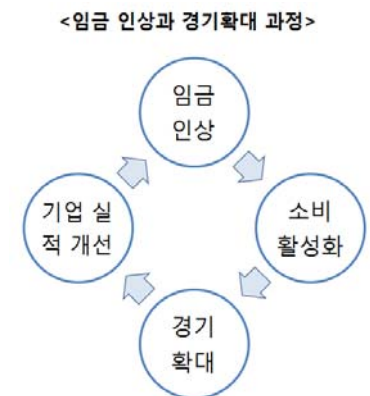 <임금 인상과 경기확대 과정>
임금
인상
기업 실
적 개선
소비
활성화
경기
확대